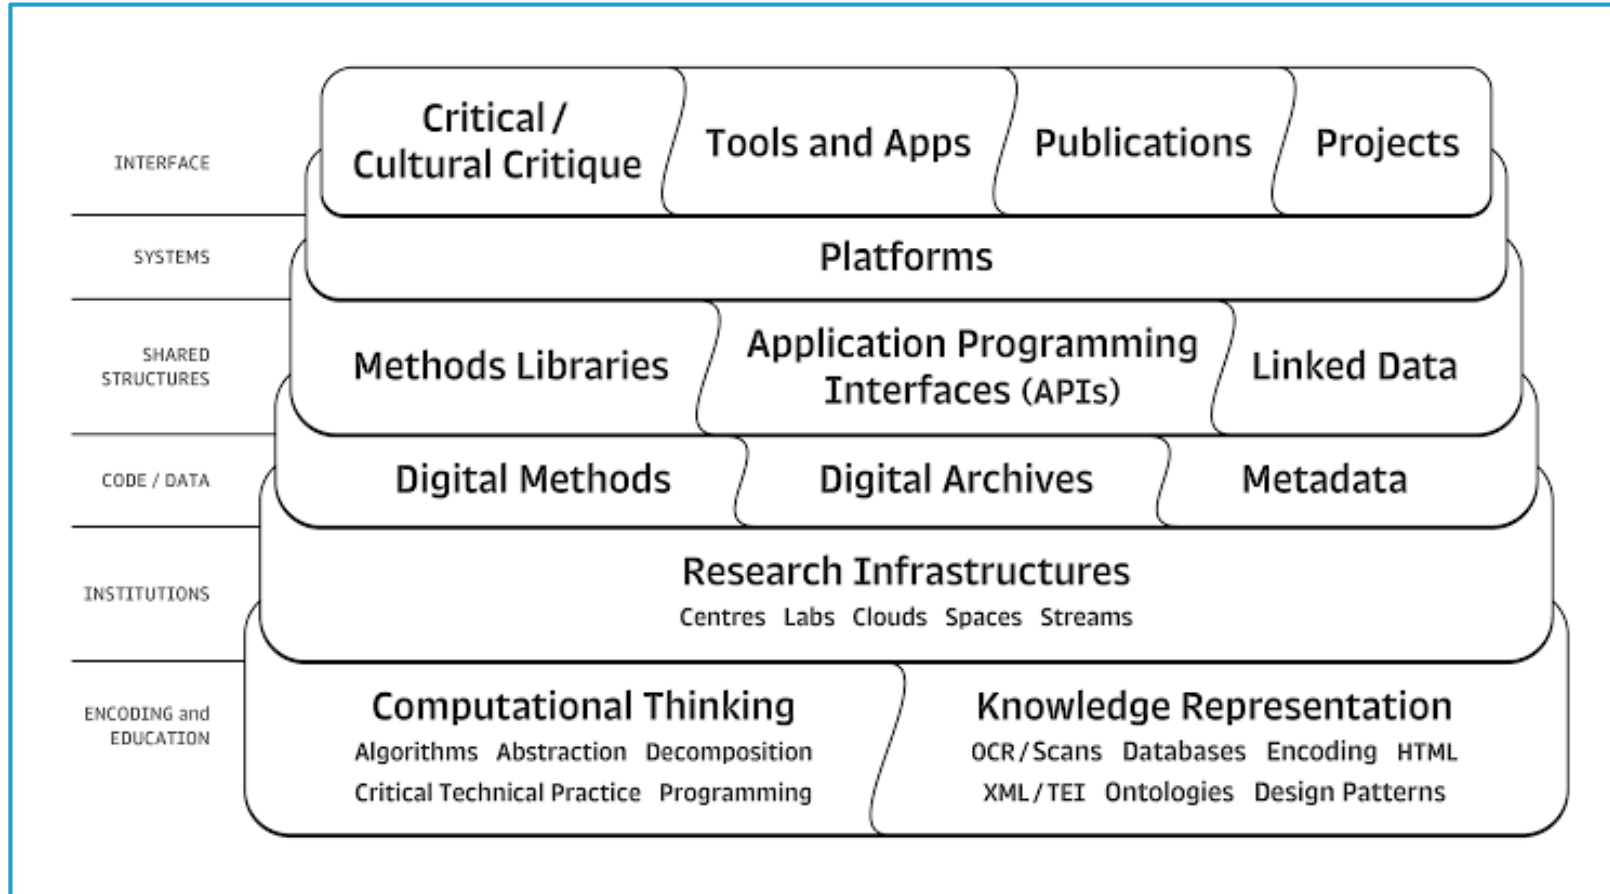 INTERFACE
Critical /
Cultural Critique
Tools and Apps
Publications
Projects
SYSTEMS
Platforms
SHARED
STRUCTURES
Methods Libraries
Application Programming
Interfaces (APIs)
Linked Data
CODE / DATA
Digital Methods
Digital Archives
Metadata
INSTITUTIONS
Research Infrastructures
Centres Labs Clouds Spaces Streams
ENCODING and
EDUCATION
Computational Thinking
Algorithms Abstraction Decomposition
Critical Technical Practice Programming
Knowledge Representation
OCR/Scans Databases Encoding HTML
XML/TEI Ontologies Design Patterns